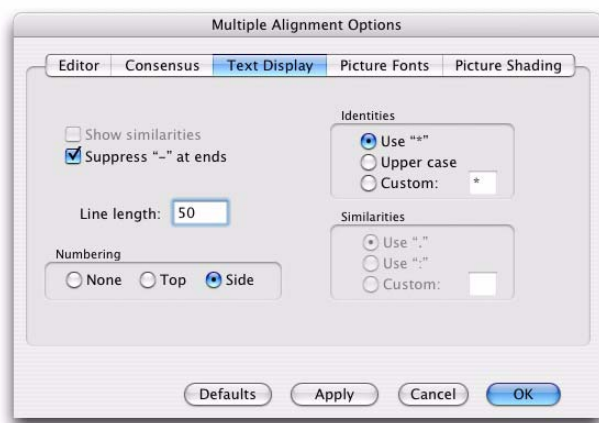 Multiple Alignment Options
Editor Consensus Text Display Picture Fonts Picture Shading
Show similarities
Suppress "-" at ends
Line length: 50
Numbering
None Top Side
Identities
Use "*"
Upper case
Custom: *
Similarities
Use "."
Use ":"
Custom:
Defaults Apply Cancel OK